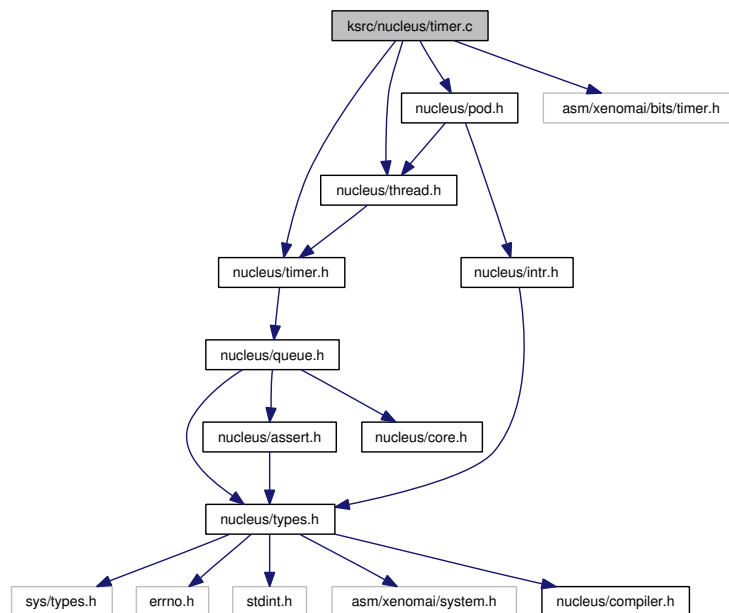 ksrc/nucleus/timer.c
nucleus/pod.h
asm/xenomai/bits/timer.h
nucleus/thread.h
nucleus/timer.h
nucleus/intr.h
nucleus/queue.h
nucleus/assert.h
nucleus/core.h
nucleus/types.h
sys/types.h
errno.h
stdint.h
asm/xenomai/system.h
nucleus/compiler.h